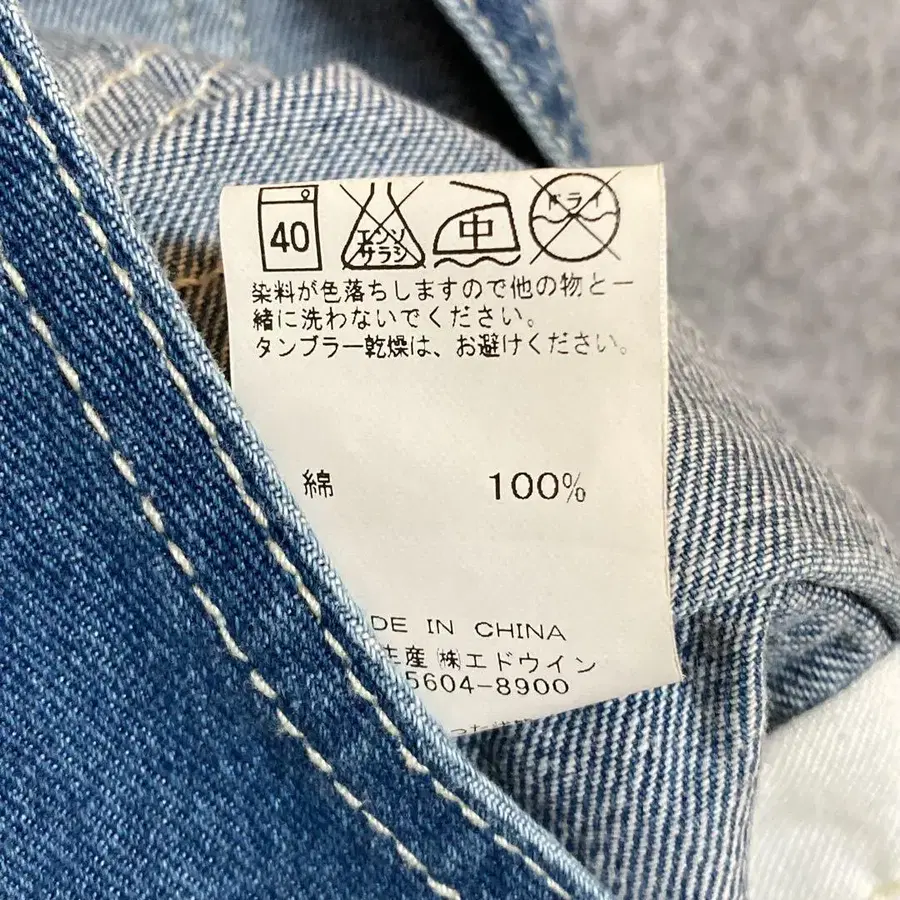 40
エンソ
サラシ
中
ドライ
染料が色落ちしますので他の物と一
緒に洗わないでください。
タンブラー乾燥は、お避けください。
綿 100%
DE IN CHINA
産 ㈱エドウイン
5604-8900